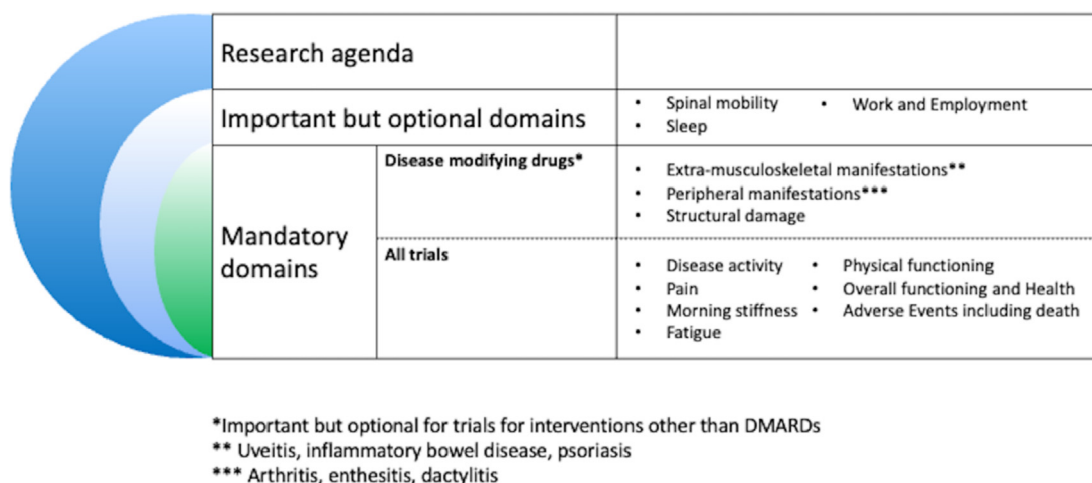 Research agenda
Important but optional domains
• Spinal mobility • Work and Employment
• Sleep
Mandatory domains
Disease modifying drugs*
• Extra-musculoskeletal manifestations**
• Peripheral manifestations***
• Structural damage
All trials
• Disease activity • Physical functioning
• Pain • Overall functioning and Health
• Morning stiffness • Adverse Events including death
• Fatigue
*Important but optional for trials for interventions other than DMARDs
** Uveitis, inflammatory bowel disease, psoriasis
*** Arthritis, enthesitis, dactylitis